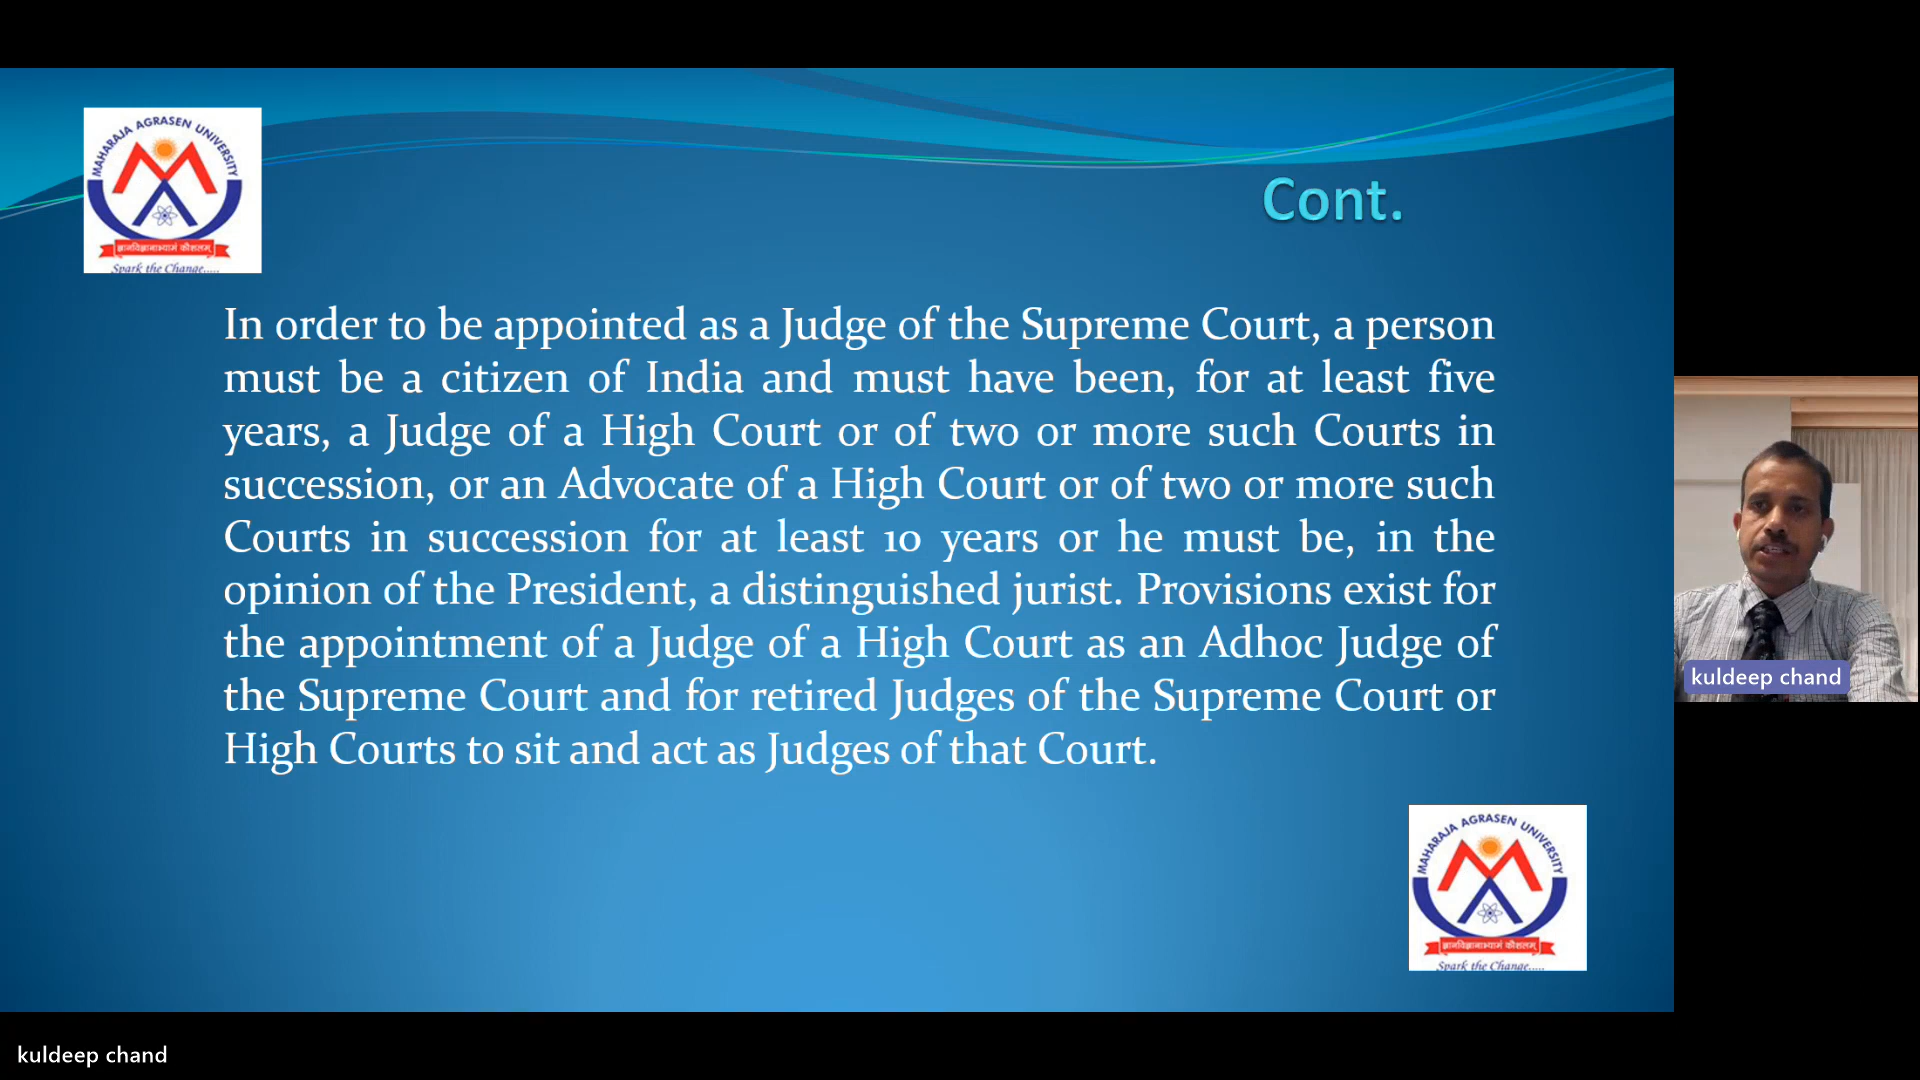 MAHARAJA AGRASEN UNIVERSITY
ज्ञानविज्ञानाभ्यामं कौशलम्
Spark the Change.....
Cont.
In order to be appointed as a Judge of the Supreme Court, a person
must be a citizen of India and must have been, for at least five
years, a Judge of a High Court or of two or more such Courts in
succession, or an Advocate of a High Court or of two or more such
Courts in succession for at least 10 years or he must be, in the
opinion of the President, a distinguished jurist. Provisions exist for
the appointment of a Judge of a High Court as an Adhoc Judge of
the Supreme Court and for retired Judges of the Supreme Court or
High Courts to sit and act as Judges of that Court.
kuldeep chand
MAHARAJA AGRASEN UNIVERSITY
ज्ञानविज्ञानाभ्यामं कौशलम्
Spark the Change.....
kuldeep chand